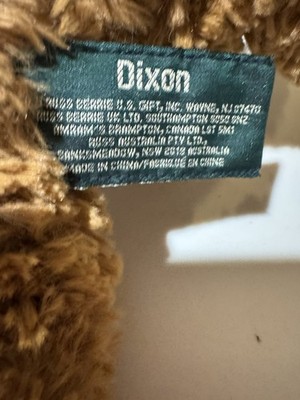 Dixon
RUSS BERRIE U.S. GIFT, INC. WAYNE, NJ 07470
RUSS BERRIE UK LTD. SOUTHAMPTON SO30
AMRAM'S BRAMPTON, CANADA L6T 5M1
RUSS AUSTRALIA PTY LTD.,
BANKSMEADOW, NSW 2019 AUSTRALIA
MADE IN CHINA/FABRIQUE EN CHINE